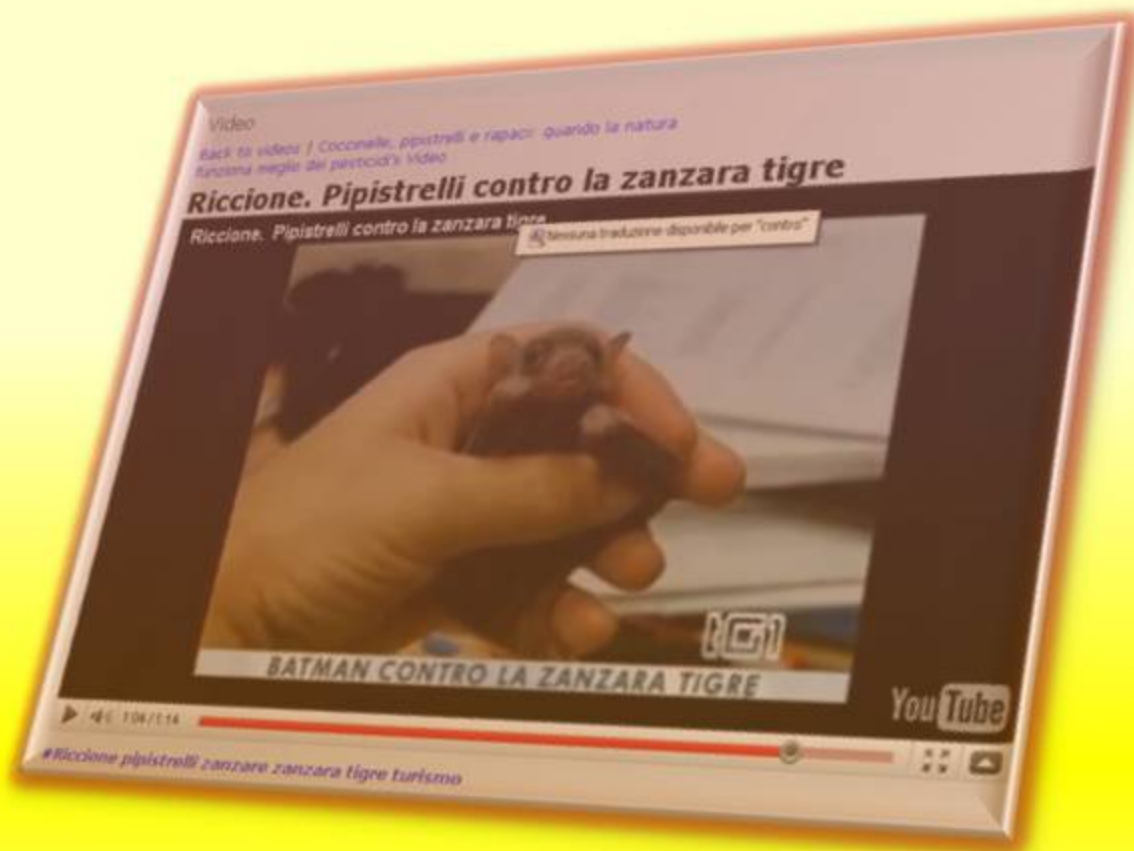 Video
Back to videos | Coccinelle, pipistrelli e rapaci: quando la natura
funziona meglio dei pesticidi's Video
Riccione. Pipistrelli contro la zanzara tigre
Riccione. Pipistrelli contro la zanzara tigre
Nessuna traduzione disponibile per "contro"
tG1
BATMAN CONTRO LA ZANZARA TIGRE
YouTube
1:04 / 1:14
#Riccione pipistrelli zanzare zanzara tigre turismo